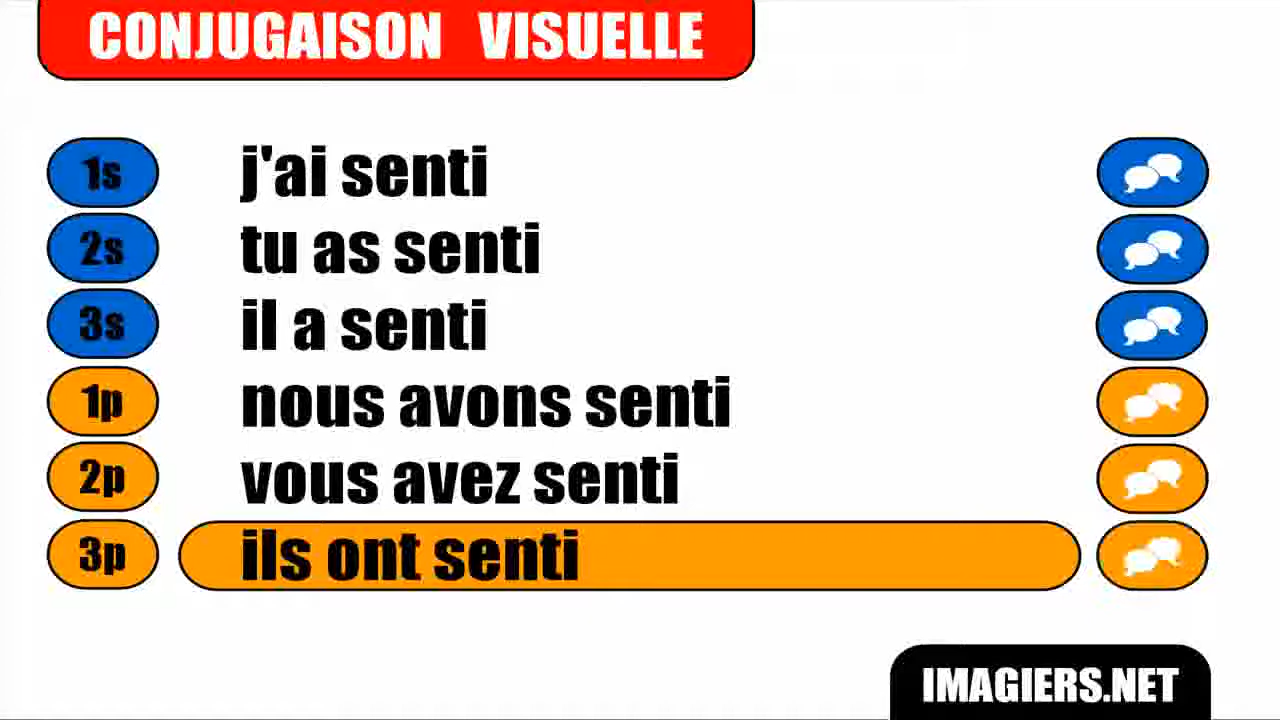 CONJUGAISON VISUELLE
1s j'ai senti
2s tu as senti
3s il a senti
1p nous avons senti
2p vous avez senti
3p ils ont senti
IMAGIERS.NET